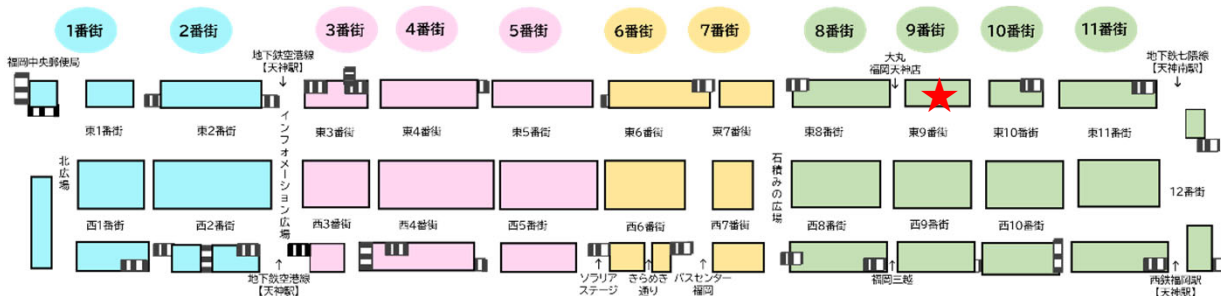 1番街
2番街
3番街
4番街
5番街
6番街
7番街
8番街
9番街
10番街
11番街
福岡中央郵便局
地下鉄空港線
【天神駅】
大丸
福岡天神店
地下鉄七隈線
【天神南駅】
東1番街
東2番街
インフォメーション広場
東3番街
東4番街
東5番街
東6番街
東7番街
東8番街
東9番街
東10番街
東11番街
北広場
石積みの広場
12番街
西1番街
西2番街
西3番街
西4番街
西5番街
西6番街
西7番街
西8番街
西9番街
西10番街
地下鉄空港線
【天神駅】
ソラリア
ステージ
きらめき
通り
バスセンター
福岡
福岡三越
西鉄福岡駅
【天神駅】